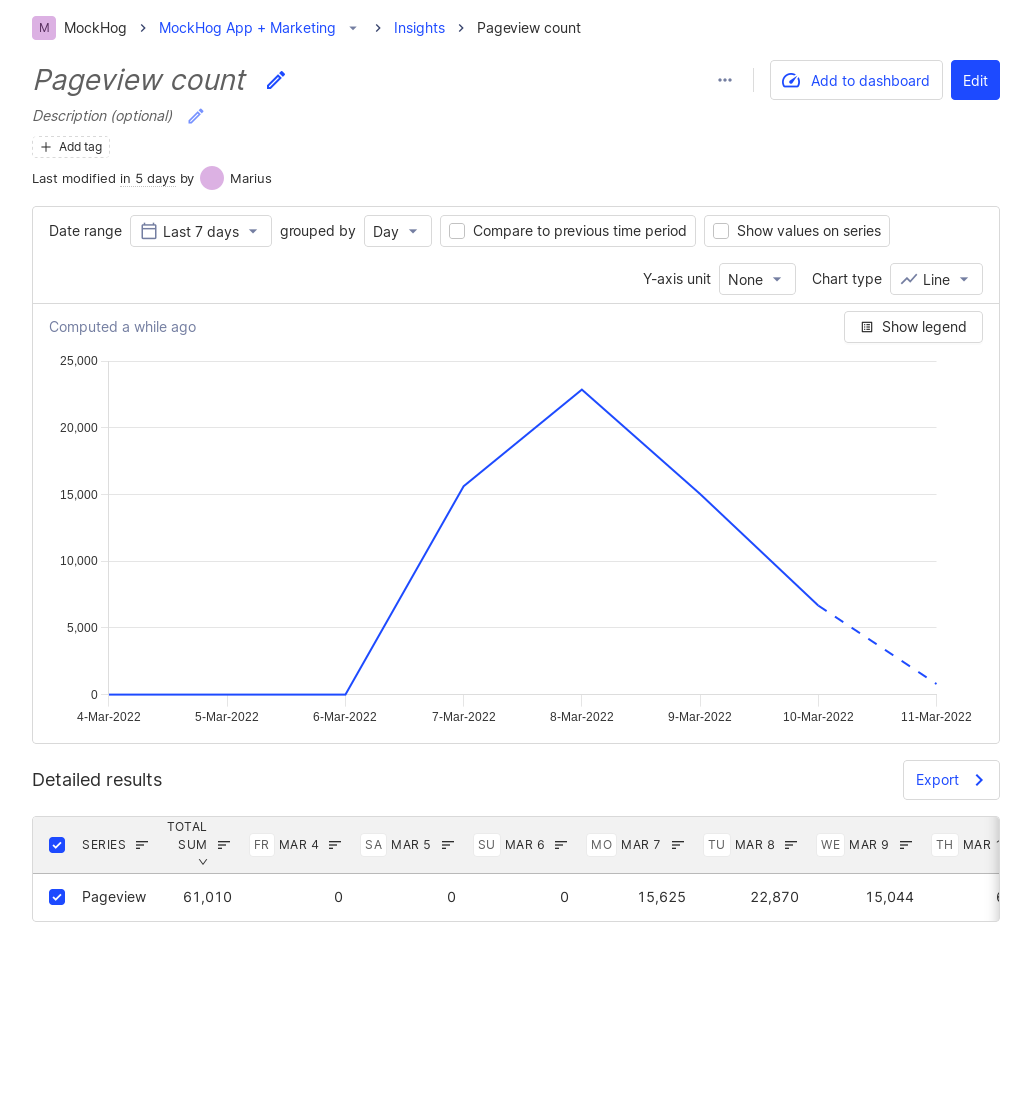 M MockHog MockHog App + Marketing Insights Pageview count
Pageview count
Add to dashboard Edit
Description (optional)
Add tag
Last modified in 5 days by Marius
Date range Last 7 days grouped by Day Compare to previous time period Show values on series
Y-axis unit None Chart type Line
Computed a while ago Show legend
25,000
20,000
15,000
10,000
5,000
0
4-Mar-2022 5-Mar-2022 6-Mar-2022 7-Mar-2022 8-Mar-2022 9-Mar-2022 10-Mar-2022 11-Mar-2022
Detailed results Export
SERIES TOTAL SUM FR MAR 4 SA MAR 5 SU MAR 6 MO MAR 7 TU MAR 8 WE MAR 9 TH MAR
Pageview 61,010 0 0 0 15,625 22,870 15,044